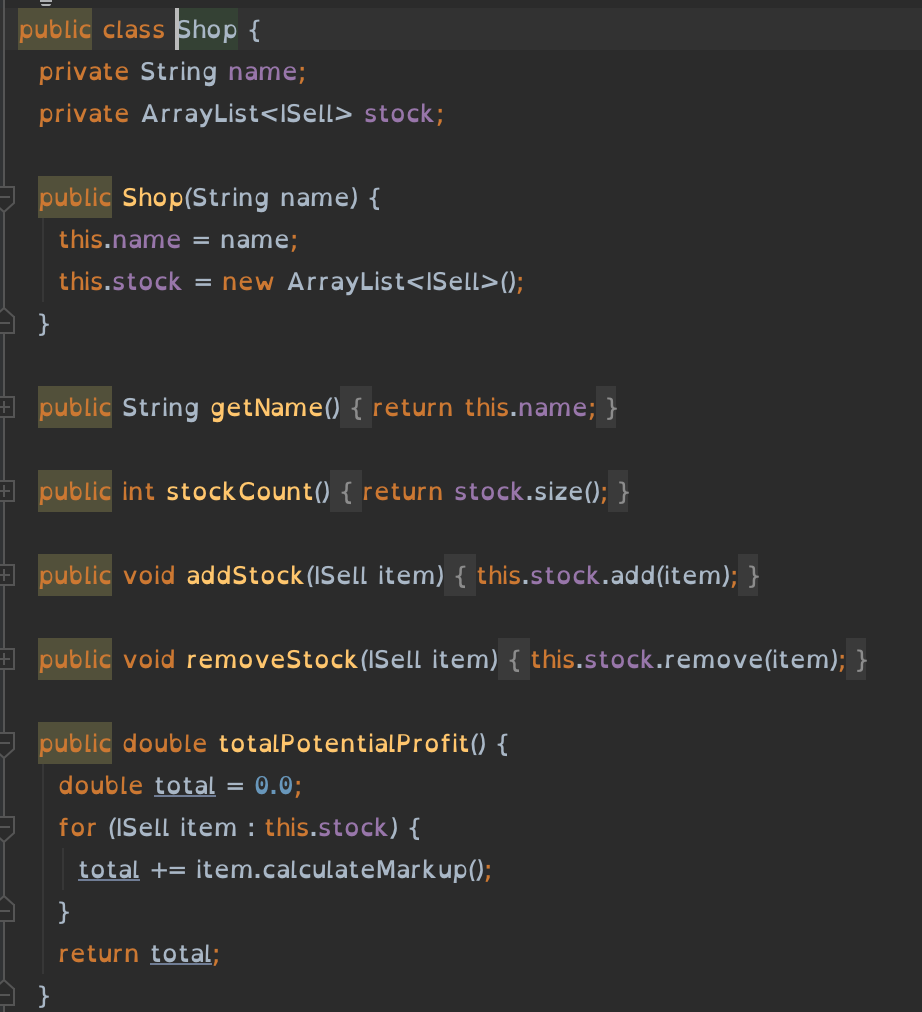 public class Shop {
private String name;
private ArrayList<ISell> stock;
public Shop(String name) {
this.name = name;
this.stock = new ArrayList<ISell>();
}
public String getName() { return this.name; }
public int stockCount() { return stock.size(); }
public void addStock(ISell item) { this.stock.add(item); }
public void removeStock(ISell item) { this.stock.remove(item); }
public double totalPotentialProfit() {
double total = 0.0;
for (ISell item : this.stock) {
total += item.calculateMarkup();
}
return total;
}